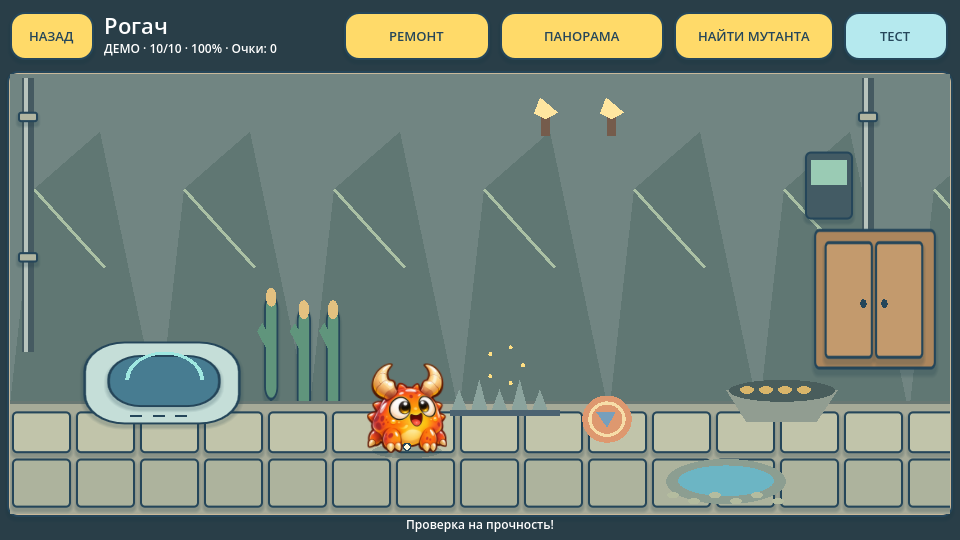 НАЗАД
Рогач
ДЕМО · 10/10 · 100% · Очки: 0
РЕМОНТ
ПАНОРАМА
НАЙТИ МУТАНТА
ТЕСТ
Проверка на прочность!